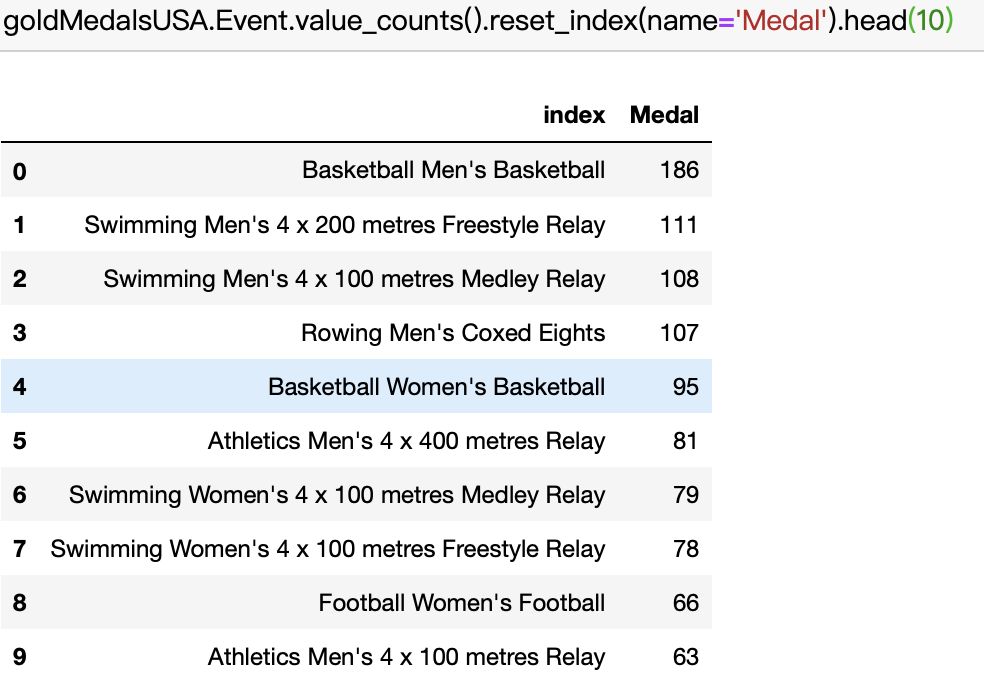 goldMedalsUSA.Event.value_counts().reset_index(name='Medal').head(10)
index Medal
0 Basketball Men's Basketball 186
1 Swimming Men's 4 x 200 metres Freestyle Relay 111
2 Swimming Men's 4 x 100 metres Medley Relay 108
3 Rowing Men's Coxed Eights 107
4 Basketball Women's Basketball 95
5 Athletics Men's 4 x 400 metres Relay 81
6 Swimming Women's 4 x 100 metres Medley Relay 79
7 Swimming Women's 4 x 100 metres Freestyle Relay 78
8 Football Women's Football 66
9 Athletics Men's 4 x 100 metres Relay 63